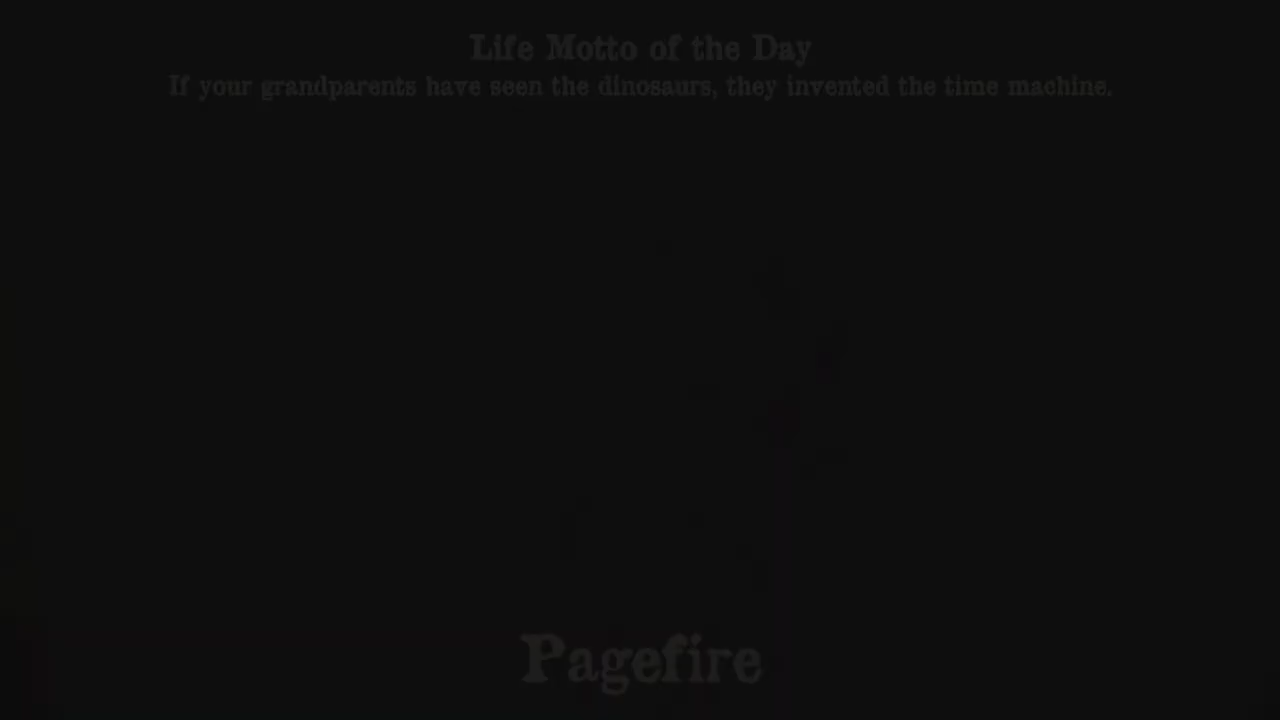 Life Motto of the Day
If your grandparents have seen the dinosaurs, they invented the time machine.
Pagefire